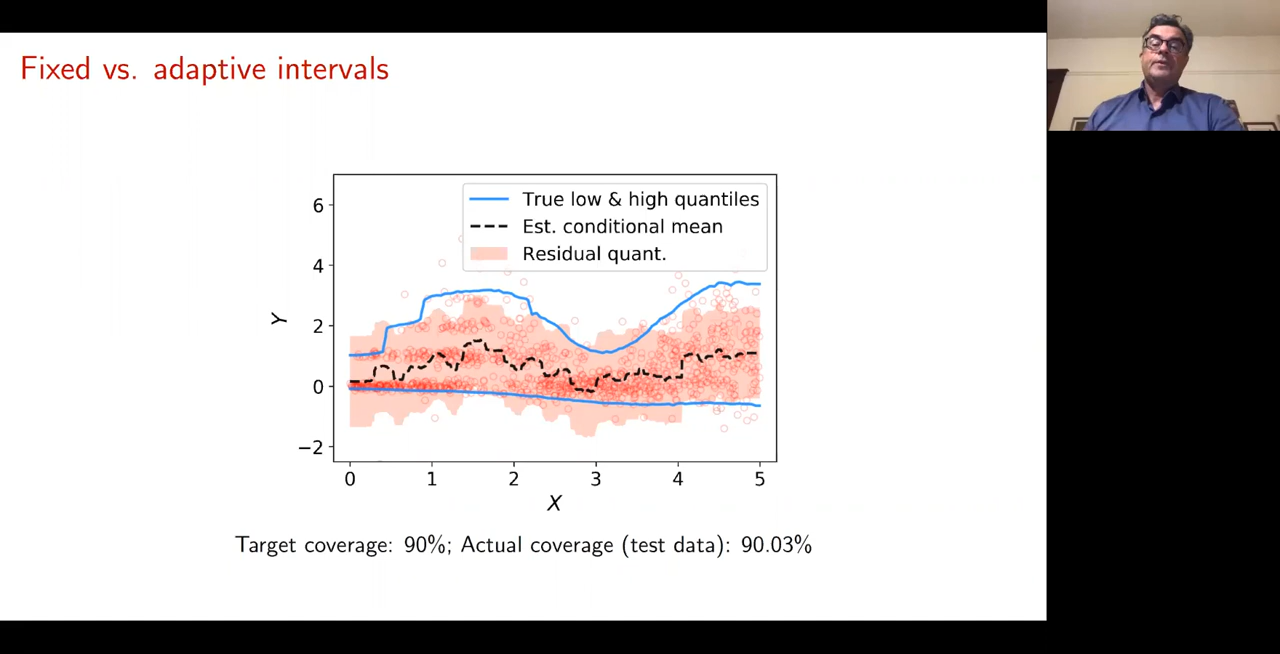 Fixed vs. adaptive intervals
True low & high quantiles
Est. conditional mean
Residual quant.
6
4
2
0
−2
Y
0 1 2 3 4 5
X
Target coverage: 90%; Actual coverage (test data): 90.03%